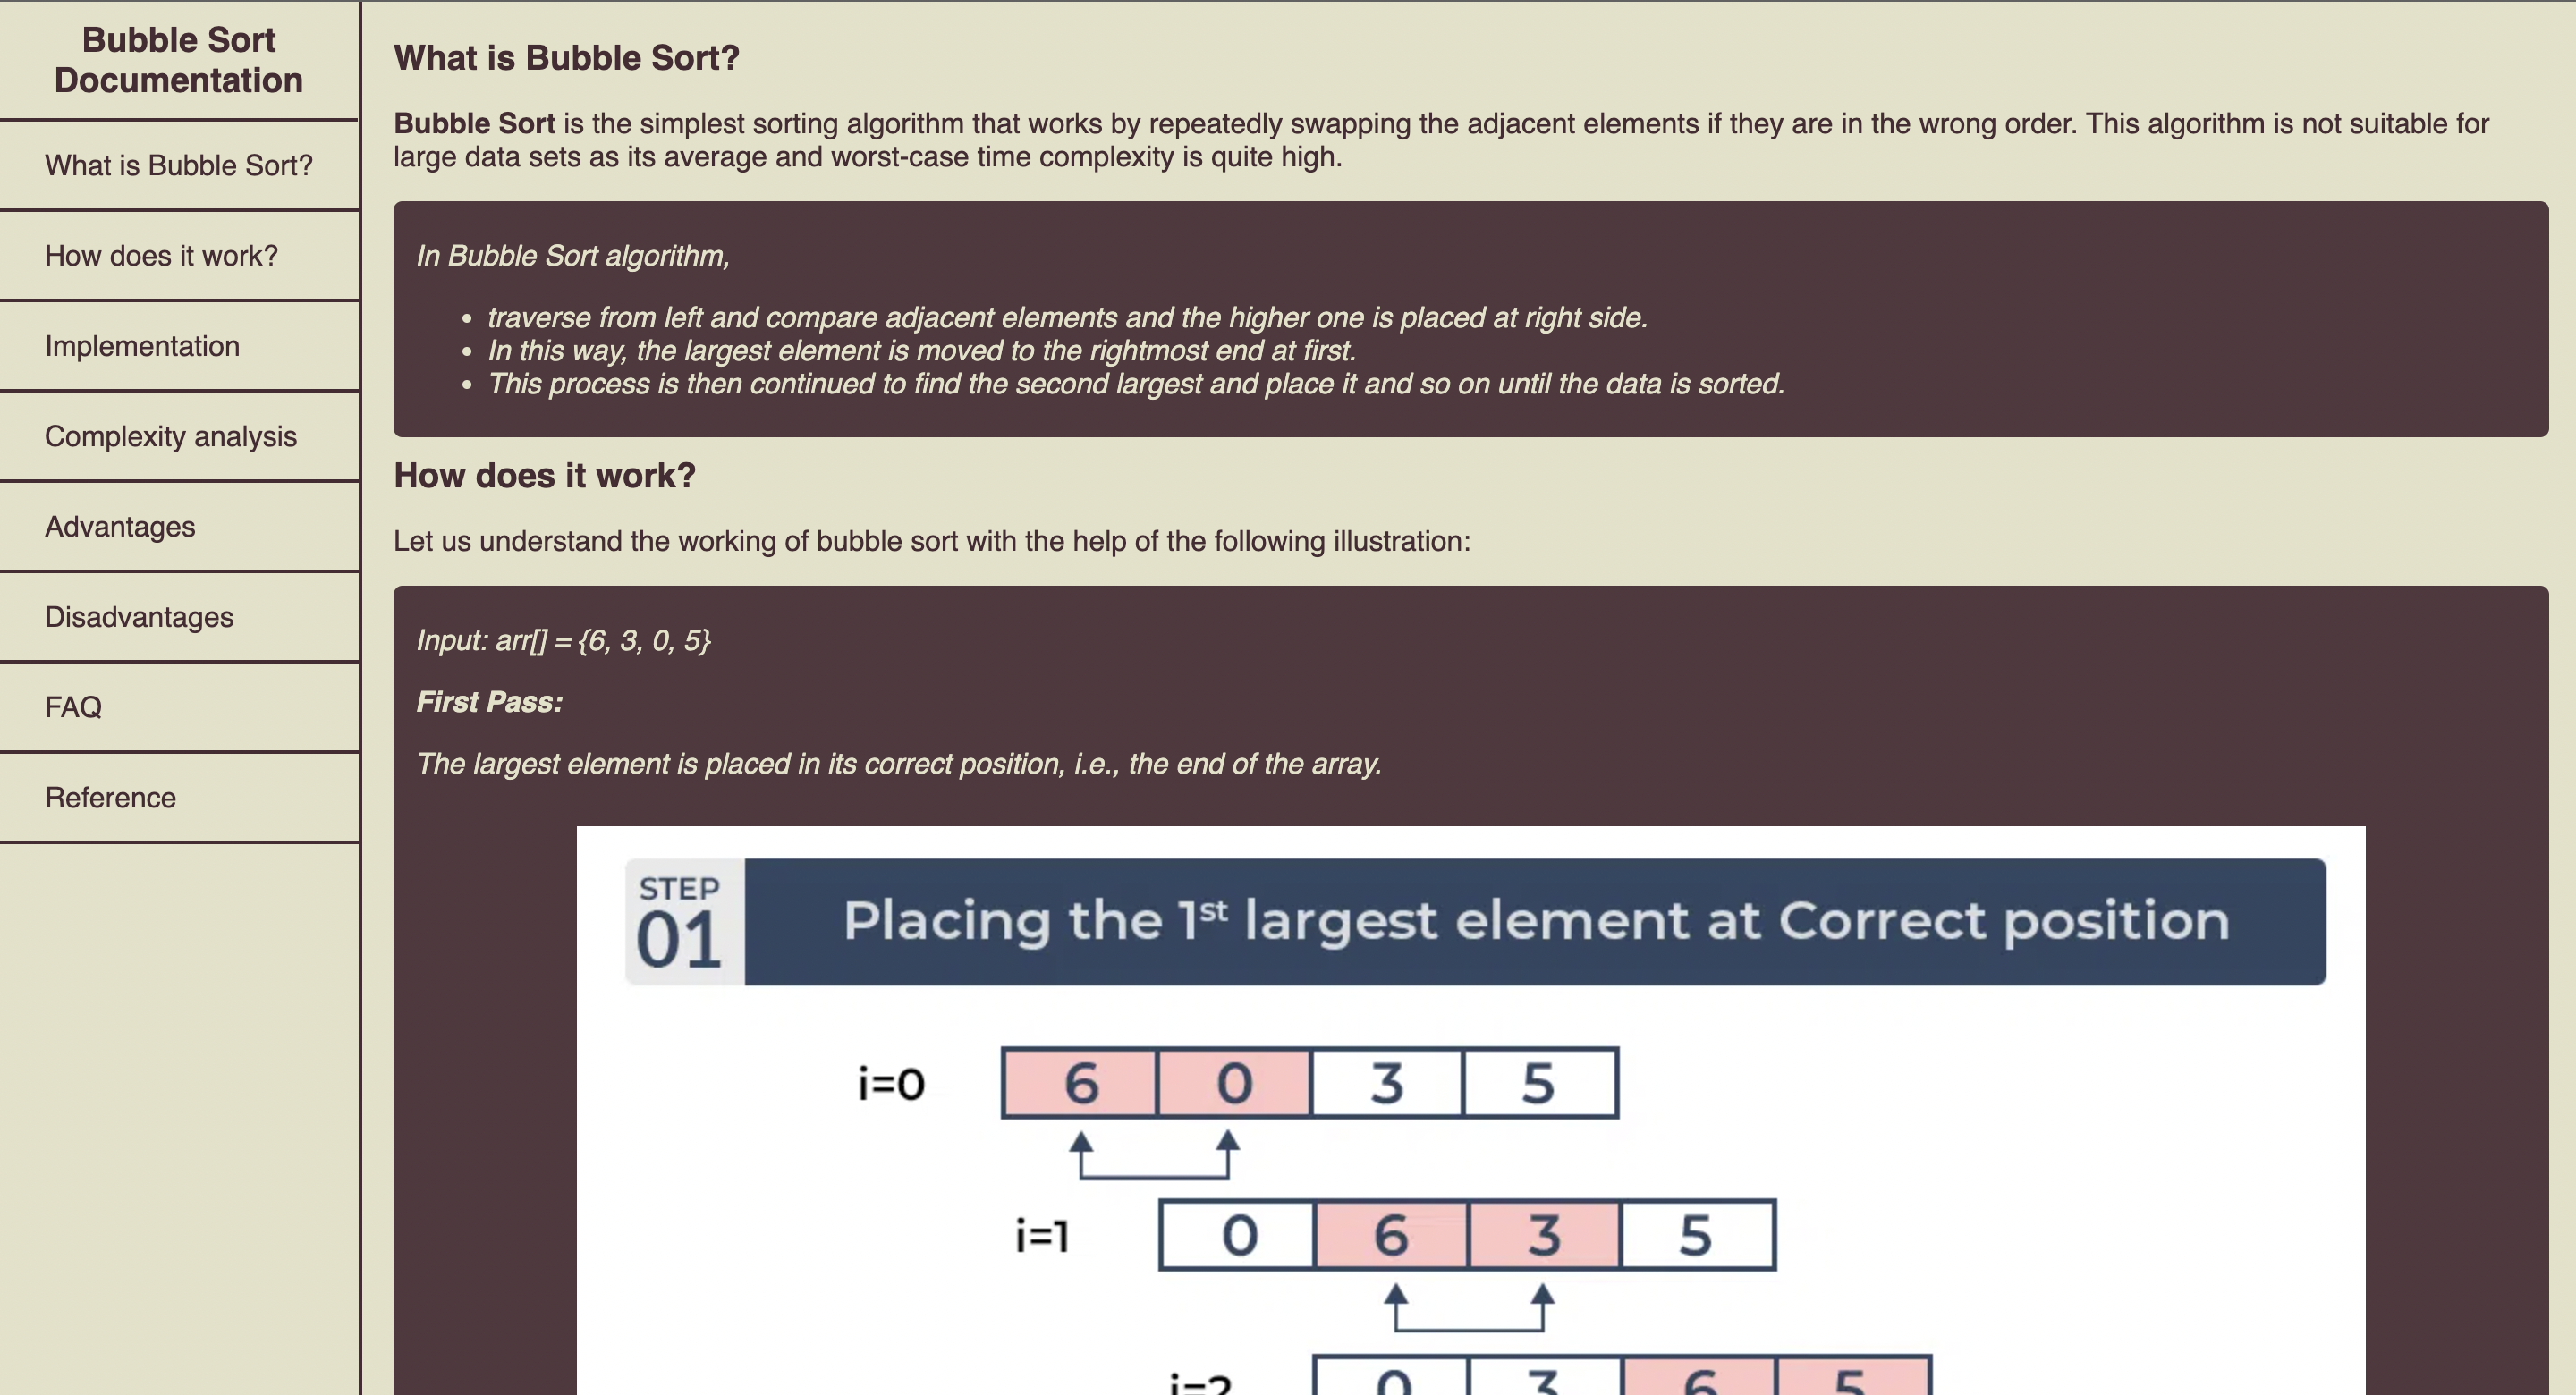 Bubble Sort
Documentation
What is Bubble Sort?
How does it work?
Implementation
Complexity analysis
Advantages
Disadvantages
FAQ
Reference
What is Bubble Sort?
Bubble Sort is the simplest sorting algorithm that works by repeatedly swapping the adjacent elements if they are in the wrong order. This algorithm is not suitable for
large data sets as its average and worst-case time complexity is quite high.
In Bubble Sort algorithm,
• traverse from left and compare adjacent elements and the higher one is placed at right side.
• In this way, the largest element is moved to the rightmost end at first.
• This process is then continued to find the second largest and place it and so on until the data is sorted.
How does it work?
Let us understand the working of bubble sort with the help of the following illustration:
Input: arr[] = {6, 3, 0, 5}
First Pass:
The largest element is placed in its correct position, i.e., the end of the array.
STEP
01
Placing the 1st largest element at Correct position
i=0 6 0 3 5
i=1 0 6 3 5
i=2 0 3 6 5